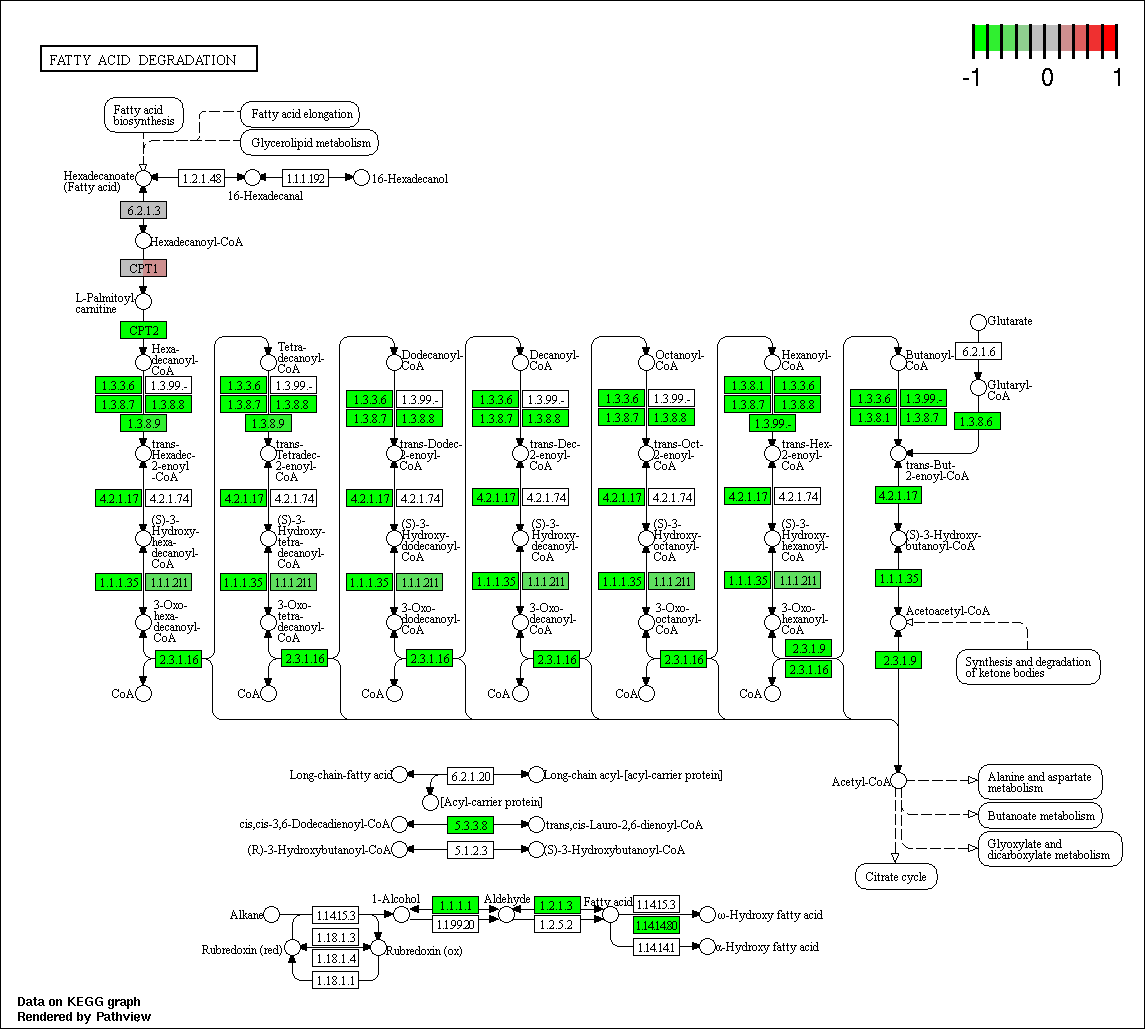 FATTY ACID DEGRADATION
-1 0 1
Fatty acid
biosynthesis
Fatty acid elongation
Glycerolipid metabolism
Hexadecanoate
(Fatty acid)
1.2.1.48
16-Hexadecanal
1.1.1.192
16-Hexadecanol
6.2.1.3
Hexadecanoyl-CoA
CPT1
L-Palmitoyl
carnitine
CPT2
Hexa-
decanoyl-
CoA
1.3.3.6 1.3.99.-
1.3.8.7 1.3.8.8
1.3.8.9
trans-
Hexadec-
2-enoyl
-CoA
4.2.1.17 4.2.1.74
(S)-3-
Hydroxy-
hexa-
decanoyl-
CoA
1.1.1.35 1.1.1.211
3-Oxo-
hexa-
decanoyl-
CoA
2.3.1.16
CoA
Tetra-
decanoyl-
CoA
1.3.3.6 1.3.99.-
1.3.8.7 1.3.8.8
1.3.8.9
trans-
Tetradec-
2-enoyl-
CoA
4.2.1.17 4.2.1.74
(S)-3-
Hydroxy-
tetra-
decanoyl-
CoA
1.1.1.35 1.1.1.211
3-Oxo-
tetra-
decanoyl-
CoA
2.3.1.16
CoA
Dodecanoyl-
CoA
1.3.3.6 1.3.99.-
1.3.8.7 1.3.8.8
trans-Dodec-
2-enoyl-
CoA
4.2.1.17 4.2.1.74
(S)-3-
Hydroxy-
dodecanoyl-
CoA
1.1.1.35 1.1.1.211
3-Oxo-
dodecanoyl-
CoA
2.3.1.16
CoA
Decanoyl-
CoA
1.3.3.6 1.3.99.-
1.3.8.7 1.3.8.8
trans-Dec-
2-enoyl-
CoA
4.2.1.17 4.2.1.74
(S)-3-
Hydroxy-
decanoyl-
CoA
1.1.1.35 1.1.1.211
3-Oxo-
decanoyl-
CoA
2.3.1.16
CoA
Octanoyl-
CoA
1.3.3.6 1.3.99.-
1.3.8.7 1.3.8.8
trans-Oct-
2-enoyl-
CoA
4.2.1.17 4.2.1.74
(S)-3-
Hydroxy-
octanoyl-
CoA
1.1.1.35 1.1.1.211
3-Oxo-
octanoyl-
CoA
2.3.1.16
CoA
Hexanoyl-
CoA
1.3.8.1 1.3.3.6
1.3.8.7 1.3.8.8
1.3.99.-
trans-Hex-
2-enoyl-
CoA
4.2.1.17 4.2.1.74
(S)-3-
Hydroxy-
hexanoyl-
CoA
1.1.1.35 1.1.1.211
3-Oxo-
hexanoyl-
CoA
2.3.1.9
2.3.1.16
CoA
Butanoyl-
CoA
1.3.3.6 1.3.99.-
1.3.8.1 1.3.8.7
Glutarate
6.2.1.6
Glutaryl-
CoA
1.3.8.6
trans-But-
2-enoyl-CoA
4.2.1.17
(S)-3-Hydroxy-
butanoyl-CoA
1.1.1.35
Acetoacetyl-CoA
2.3.1.9
Synthesis and degradation
of ketone bodies
Acetyl-CoA
Alanine and aspartate
metabolism
Butanoate metabolism
Glyoxylate and
dicarboxylate metabolism
Citrate cycle
Long-chain-fatty acid 6.2.1.20 Long-chain acyl-[acyl-carrier protein]
[Acyl-carrier protein]
cis,cis-3,6-Dodecadienoyl-CoA 5.3.3.8 trans,cis-Lauro-2,6-dienoyl-CoA
(R)-3-Hydroxybutanoyl-CoA 5.1.2.3 (S)-3-Hydroxybutanoyl-CoA
Alkane
1.14.15.3
1.18.1.3
1.18.1.4
1.18.1.1
Rubredoxin (red)
Rubredoxin (ox)
1-Alcohol
1.1.1.1
1.1.99.20
Aldehyde
1.2.1.3
1.2.5.2
Fatty acid
1.14.15.3
1.14.14.80
1.14.14.1
ω-Hydroxy fatty acid
α-Hydroxy fatty acid
Data on KEGG graph
Rendered by Pathview